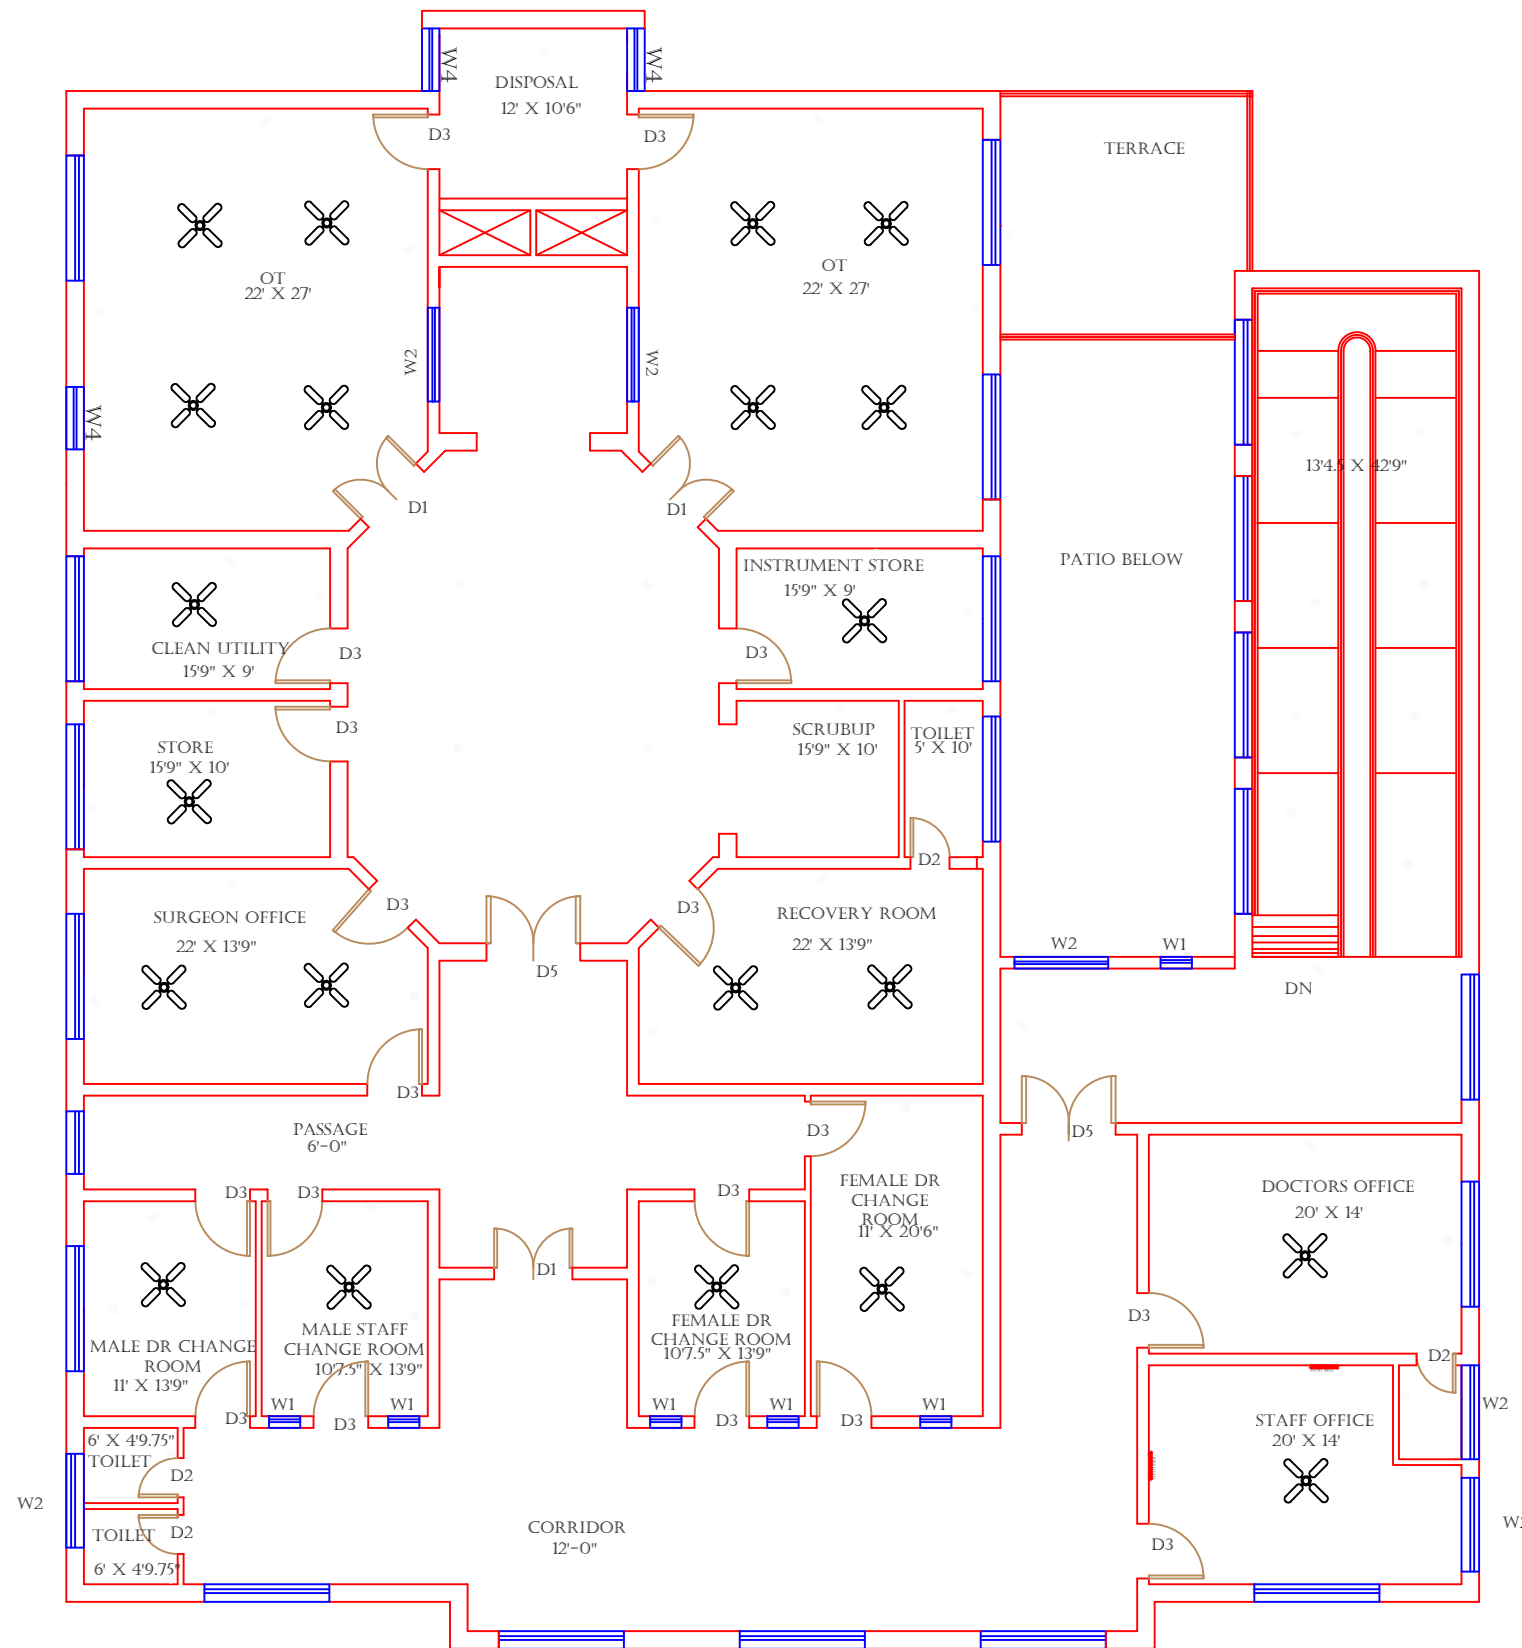 W4
W4
DISPOSAL
12' X 10'6"
D3
D3
TERRACE
OT
22' X 27'
OT
22' X 27'
W2
W2
W4
13'4.5 X 42'9"
D1
D1
PATIO BELOW
INSTRUMENT STORE
15'9" X 9'
CLEAN UTILITY
15'9" X 9'
D3
D3
STORE
15'9" X 10'
D3
SCRUBUP
15'9" X 10'
TOILET
5' X 10'
D2
SURGEON OFFICE
22' X 13'9"
D3
D3
RECOVERY ROOM
22' X 13'9"
D5
W2
W1
DN
D3
PASSAGE
6'-0"
D3
D5
D3
D3
D3
FEMALE DR
CHANGE
ROOM
11' X 20'6"
DOCTORS OFFICE
20' X 14'
D1
D3
MALE DR CHANGE
ROOM
11' X 13'9"
MALE STAFF
CHANGE ROOM
10'7.5" X 13'9"
FEMALE DR
CHANGE ROOM
10'7.5" X 13'9"
D2
D3
W1
D3
W1
W1
D3
W1
D3
W1
W2
STAFF OFFICE
20' X 14'
6' X 4'9.75"
TOILET
D2
W2
TOILET
D2
6' X 4'9.75"
CORRIDOR
12'-0"
D3